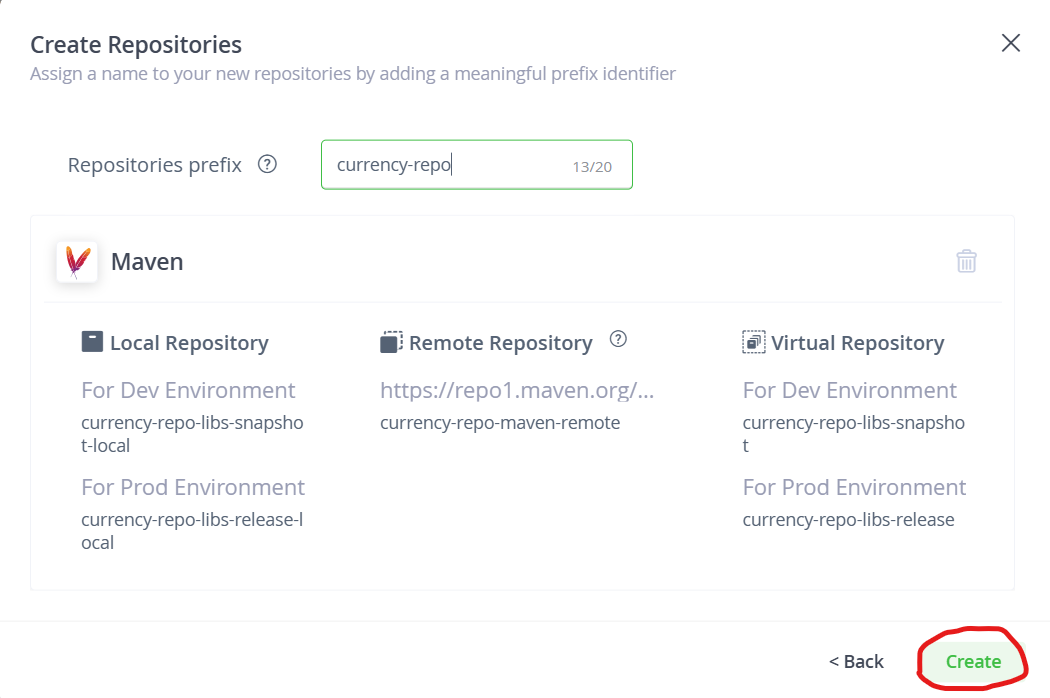 Create Repositories
Assign a name to your new repositories by adding a meaningful prefix identifier
Repositories prefix ?
currency-repo 13/20
Maven
Local Repository
For Dev Environment
currency-repo-libs-snapsho
t-local
For Prod Environment
currency-repo-libs-release-l
ocal
Remote Repository ?
https://repo1.maven.org/...
currency-repo-maven-remote
Virtual Repository
For Dev Environment
currency-repo-libs-snapsho
t
For Prod Environment
currency-repo-libs-release
< Back
Create